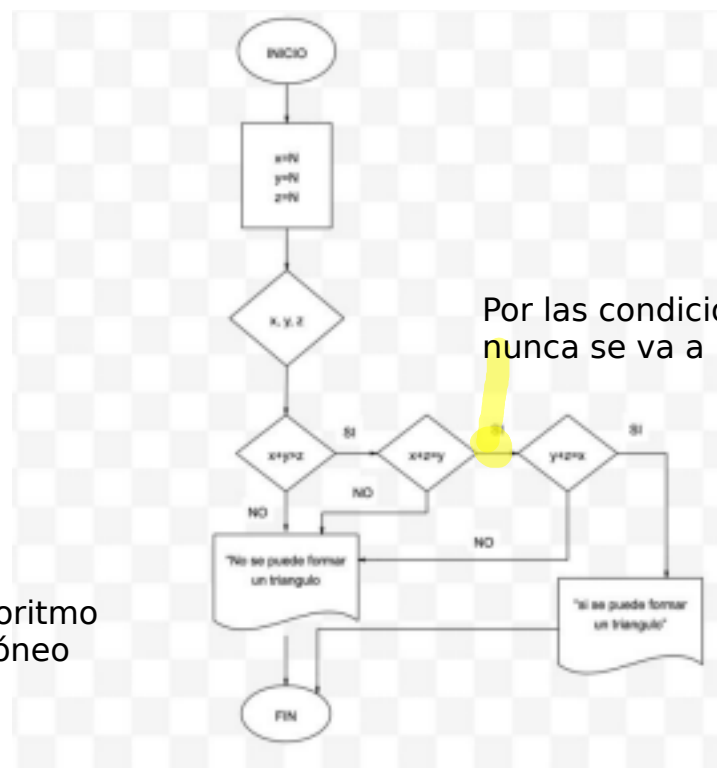 INICIO
x=N
y=N
z=N
x, y, z
Por las condicio
nunca se va a
x+y>z
SI
x+z=y
SI
y+z=x
SI
NO
NO
NO
"No se puede formar
un triangulo
"si se puede formar
un triangulo"
oritmo
óneo
FIN